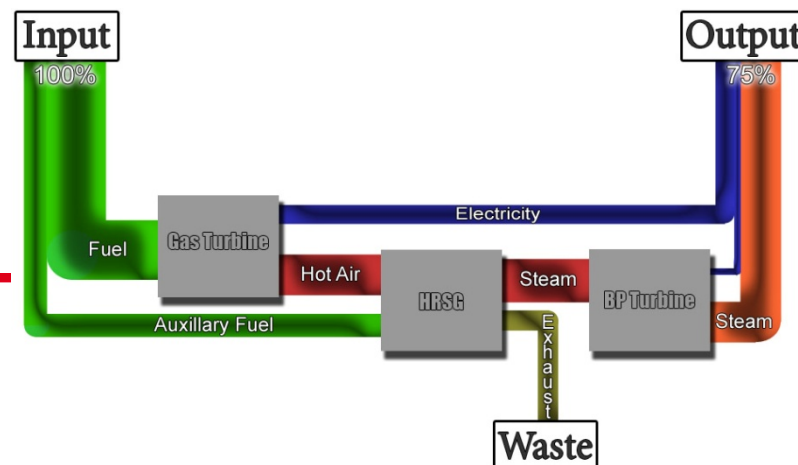 Input
Output
100%
75%
Electricity
Gas Turbine
Fuel
Hot Air
Steam
HRSG
BP Turbine
Auxillary Fuel
Exhaust
Steam
Waste